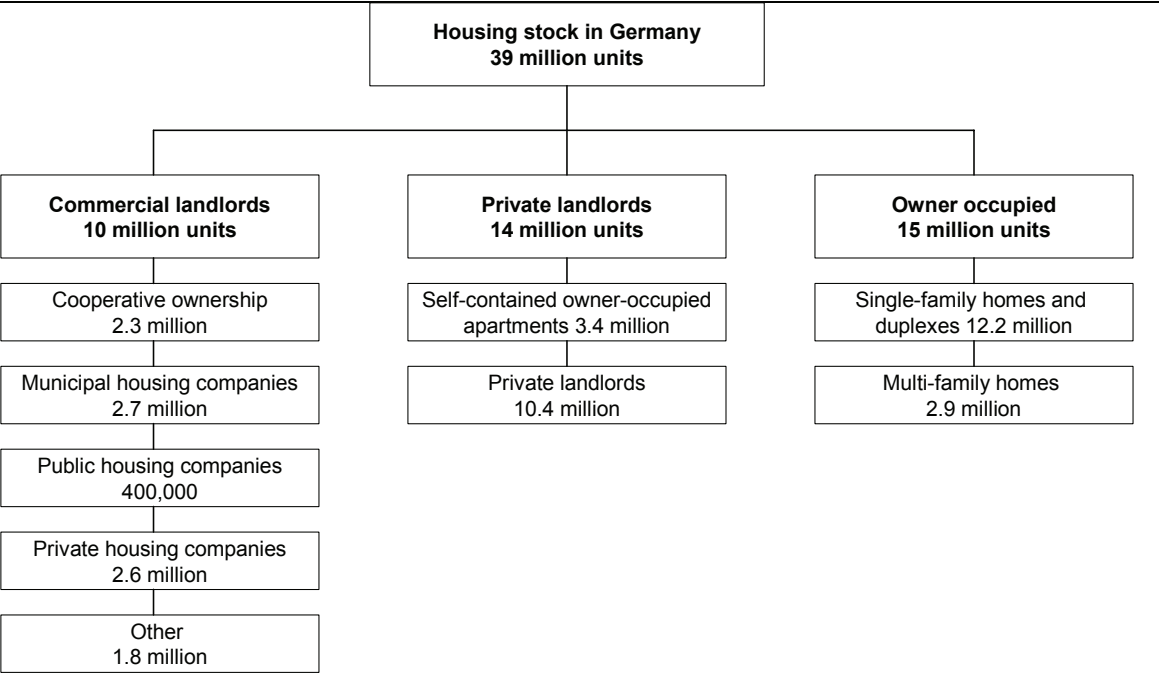 Housing stock in Germany
39 million units
Commercial landlords
10 million units
Cooperative ownership
2.3 million
Municipal housing companies
2.7 million
Public housing companies
400,000
Private housing companies
2.6 million
Other
1.8 million
Private landlords
14 million units
Self-contained owner-occupied
apartments 3.4 million
Private landlords
10.4 million
Owner occupied
15 million units
Single-family homes and
duplexes 12.2 million
Multi-family homes
2.9 million